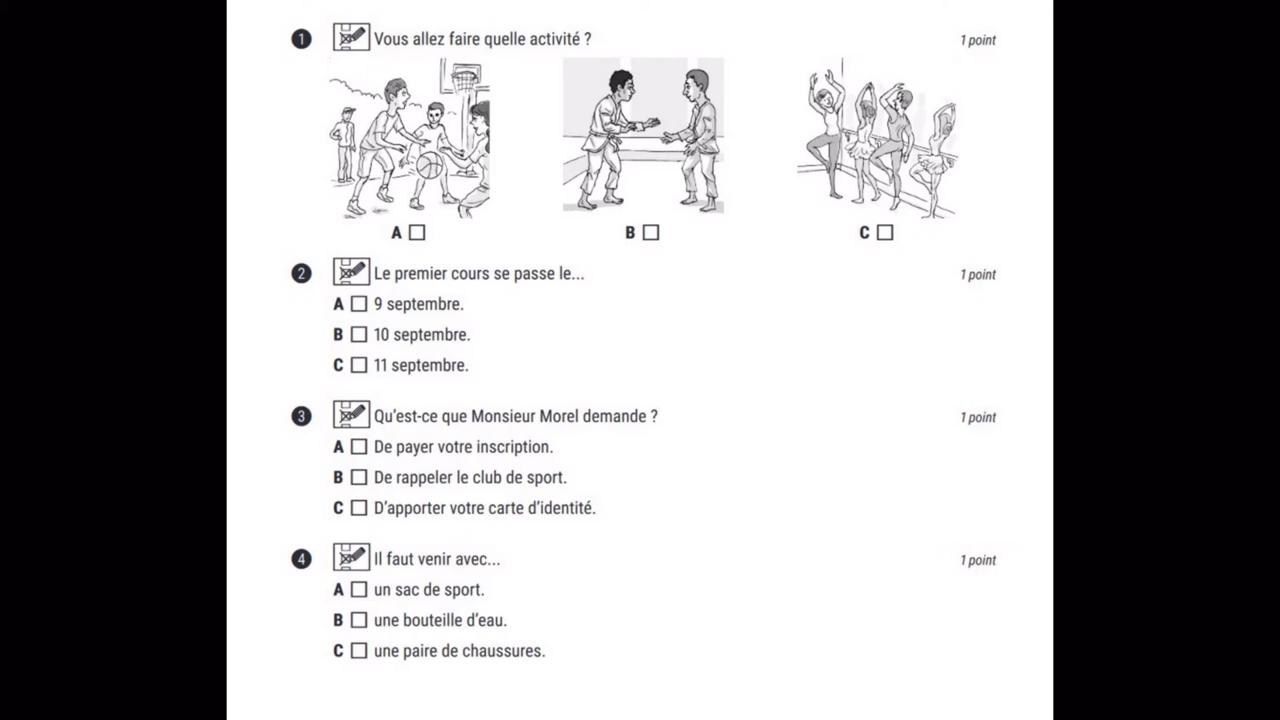 1 Vous allez faire quelle activité ? 1 point
A B C
2 Le premier cours se passe le... 1 point
A 9 septembre.
B 10 septembre.
C 11 septembre.
3 Qu'est-ce que Monsieur Morel demande ? 1 point
A De payer votre inscription.
B De rappeler le club de sport.
C D'apporter votre carte d'identité.
4 Il faut venir avec... 1 point
A un sac de sport.
B une bouteille d'eau.
C une paire de chaussures.